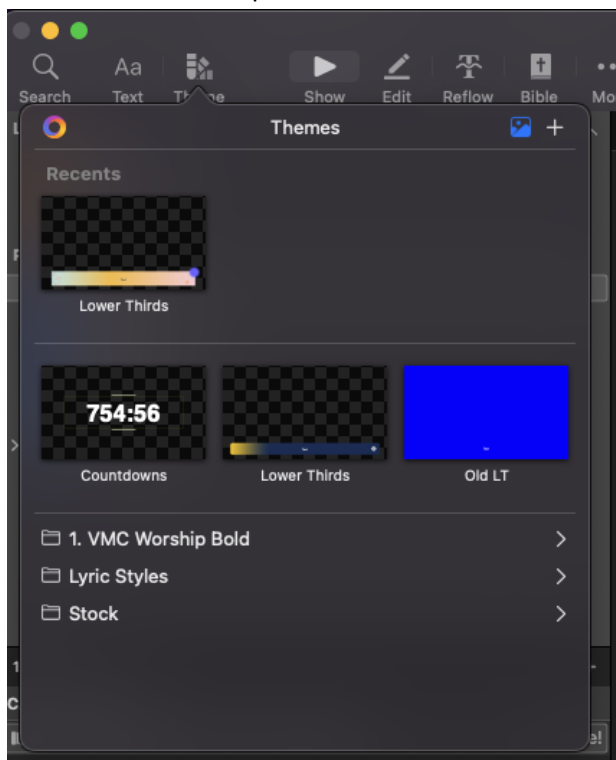 Search Text Show Edit Reflow Bible
Themes
Recents
Lower Thirds
754:56
Countdowns Lower Thirds Old LT
1. VMC Worship Bold
Lyric Styles
Stock